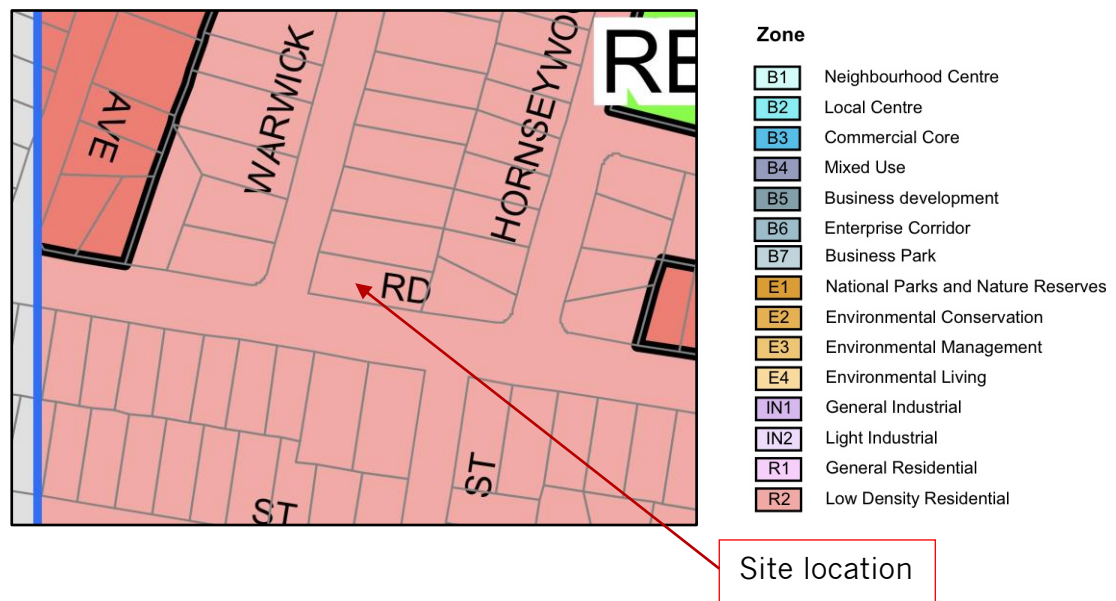 AVE
WARWICK
HORNSEYWO
RE
RD
ST
ST
Zone
B1 Neighbourhood Centre
B2 Local Centre
B3 Commercial Core
B4 Mixed Use
B5 Business development
B6 Enterprise Corridor
B7 Business Park
E1 National Parks and Nature Reserves
E2 Environmental Conservation
E3 Environmental Management
E4 Environmental Living
IN1 General Industrial
IN2 Light Industrial
R1 General Residential
R2 Low Density Residential
Site location